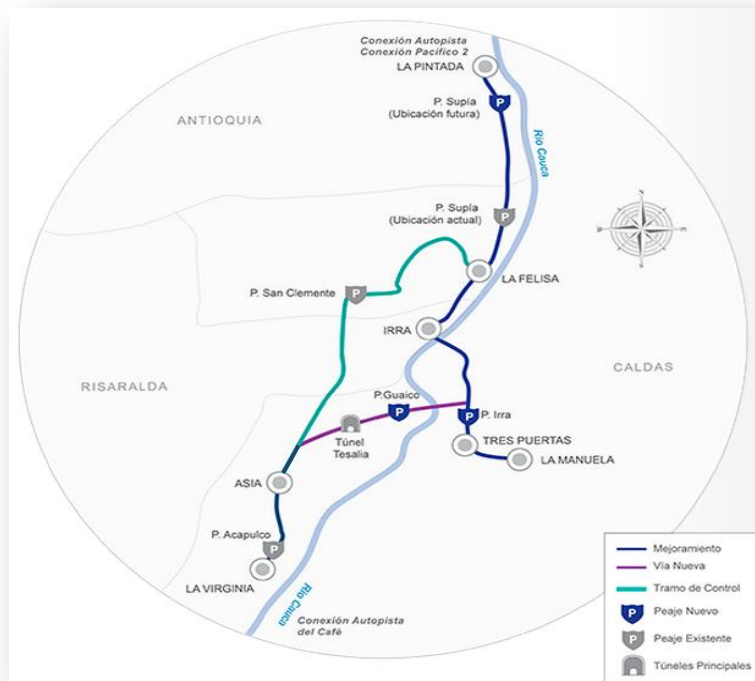 Conexión Autopista
Conexión Pacífico 2
LA PINTADA
P. Supía
(Ubicación futura)
ANTIOQUIA
Río Cauca
P. Supía
(Ubicación actual)
P. San Clemente
LA FELISA
IRRA
CALDAS
RISARALDA
P.Guaico
P. Irra
Túnel
Tesalia
TRES PUERTAS
LA MANUELA
ASIA
P. Acapulco
LA VIRGINIA
Río Cauca
Conexión Autopista
del Café
Mejoramiento
Vía Nueva
Tramo de Control
P Peaje Nuevo
P Peaje Existente
Túneles Principales